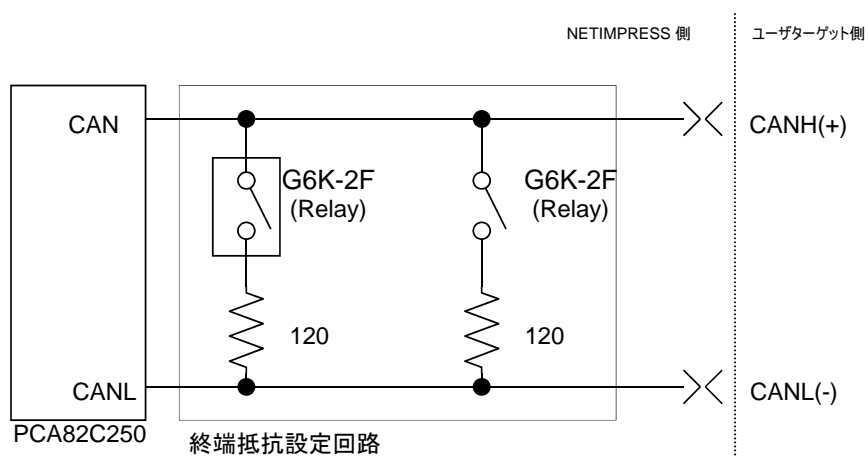 NETIMPRESS 側
ユーザターゲット側
CAN
CANH(+)
G6K-2F
(Relay)
G6K-2F
(Relay)
120
120
CANL
CANL(-)
PCA82C250
終端抵抗設定回路